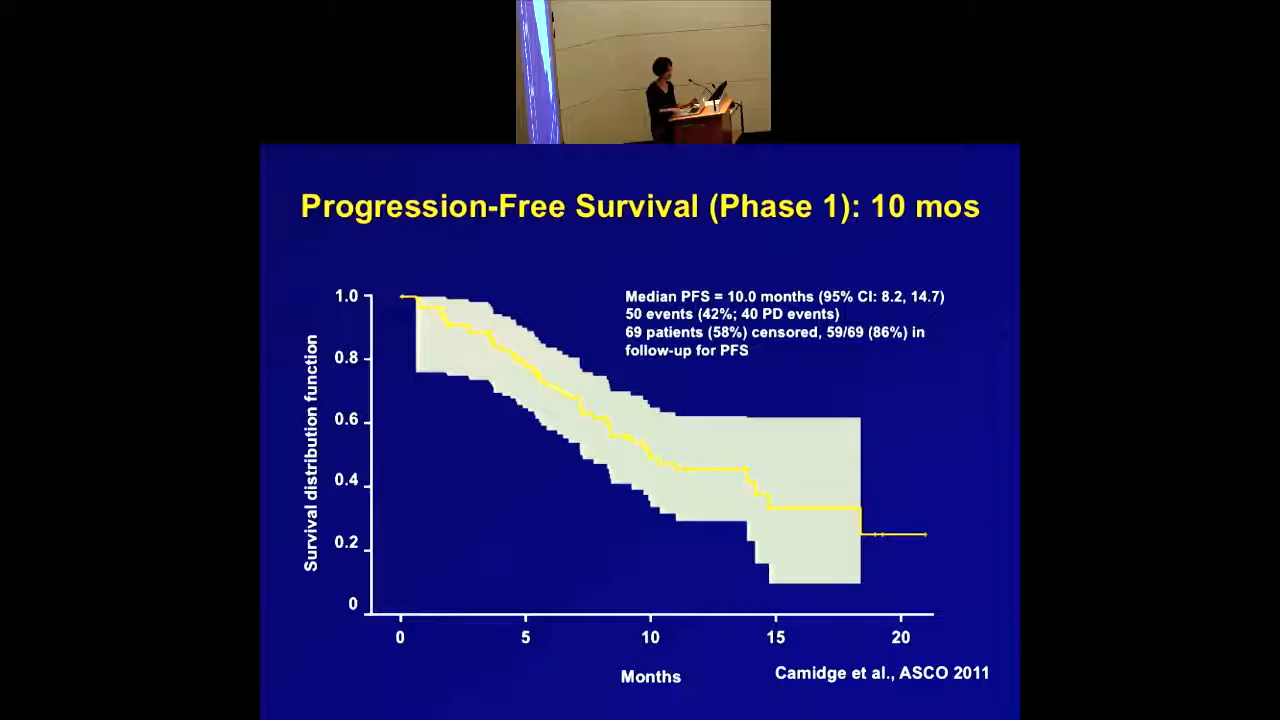 Progression-Free Survival (Phase 1): 10 mos
Median PFS = 10.0 months (95% CI: 8.2, 14.7)
50 events (42%; 40 PD events)
69 patients (58%) censored, 59/69 (86%) in
follow-up for PFS
Survival distribution function
1.0
0.8
0.6
0.4
0.2
0
0 5 10 15 20
Months
Camidge et al., ASCO 2011